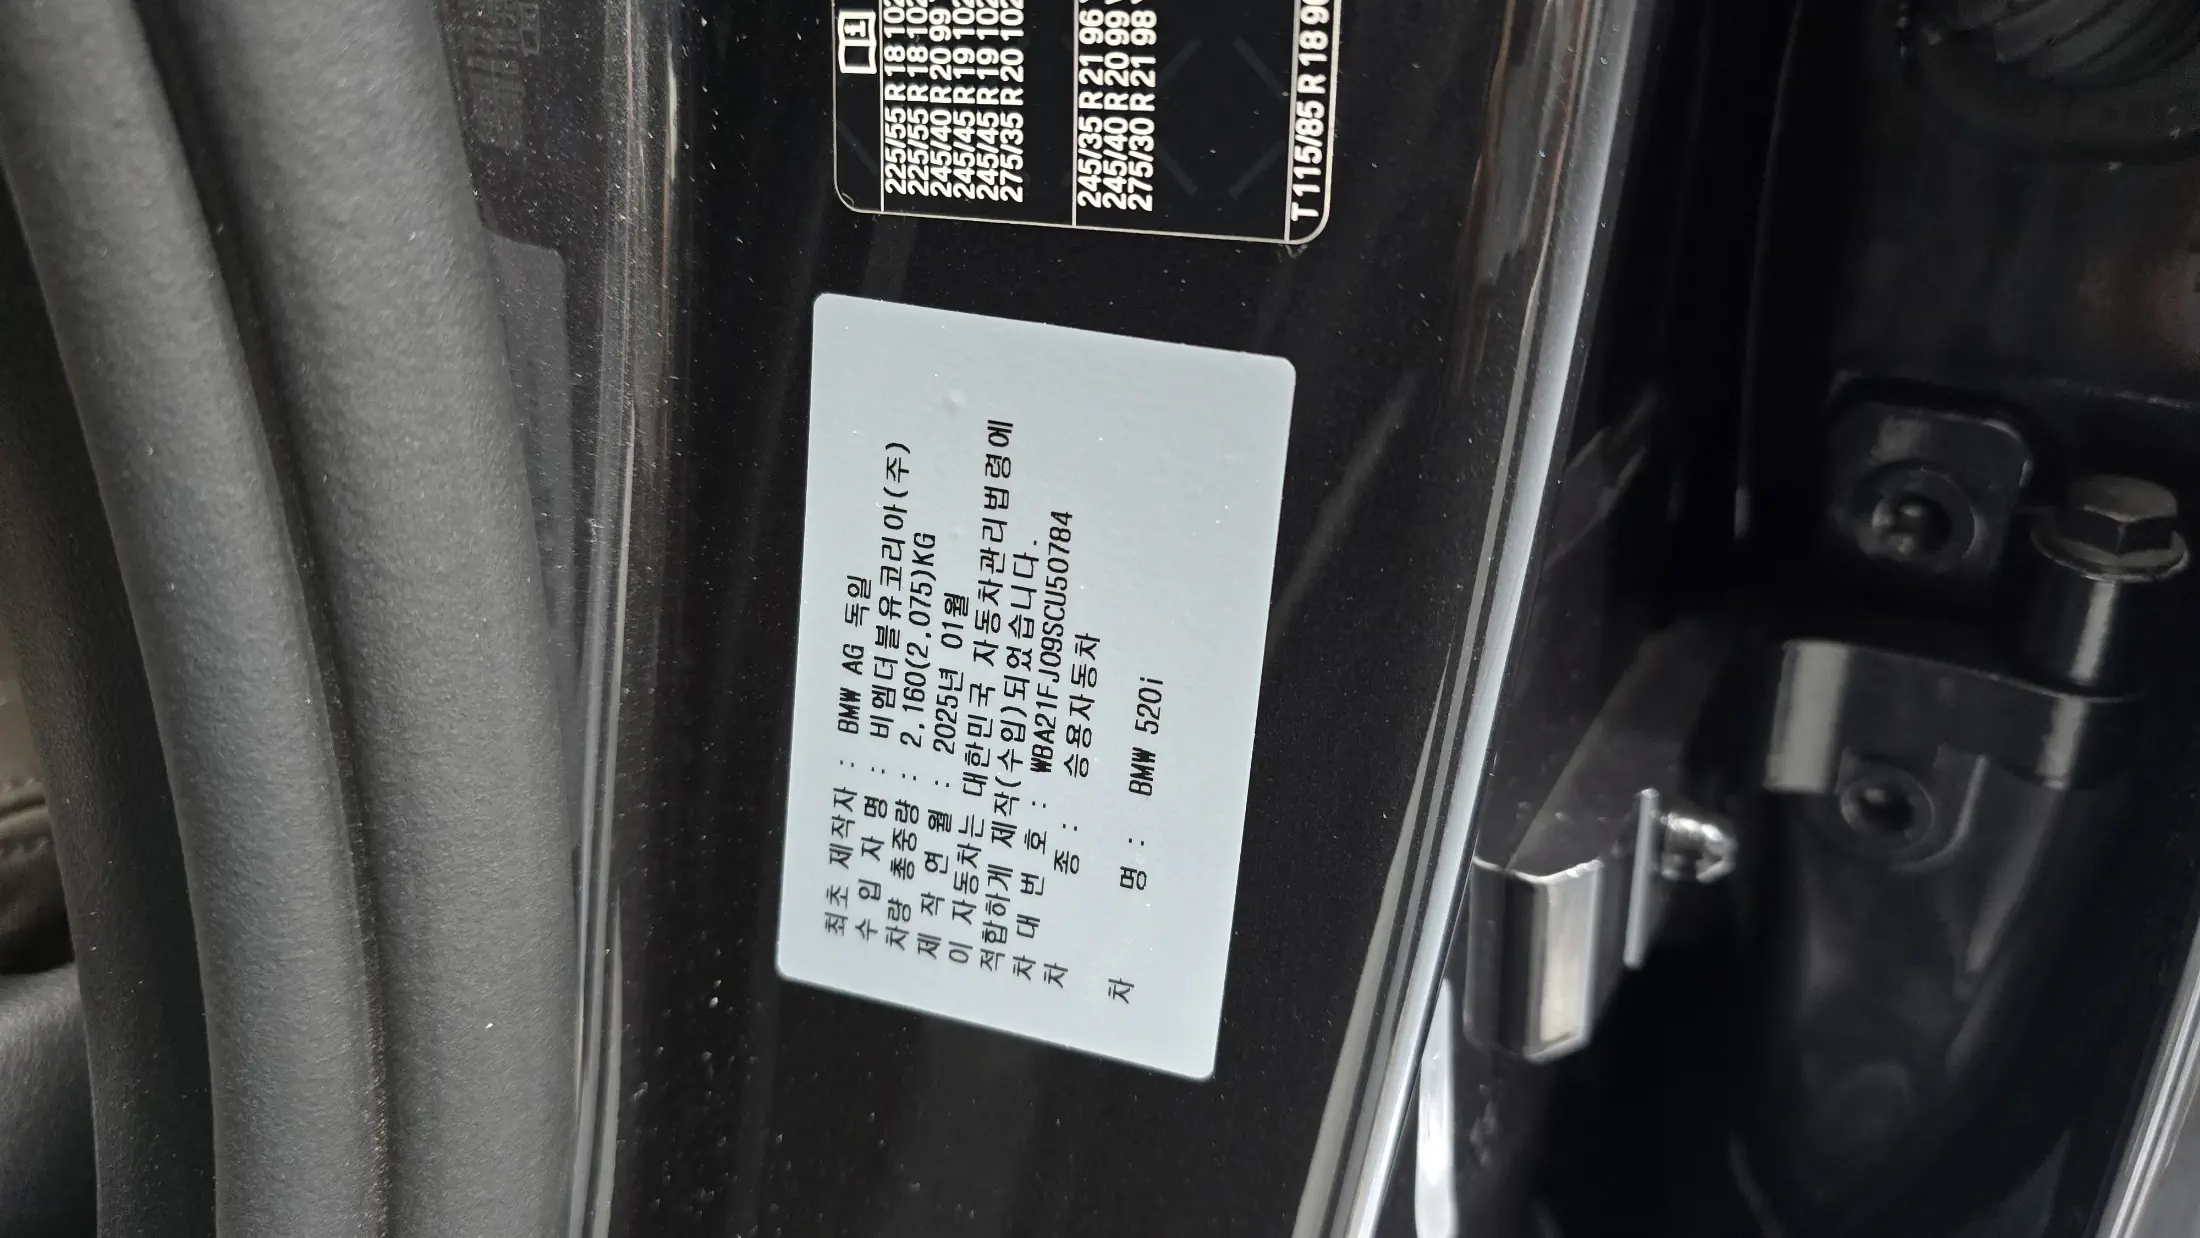 225/55 R 18 102
225/55 R 18 102
245/40 R 20 99
245/45 R 19 102
245/45 R 19 102
275/35 R 20 102
245/35 R 21 96
245/40 R 20 99
275/30 R 21 98
T 115/85 R 18
최초 제작자 : BMW AG 독일
수 입 자 명 : 비엠더블유코리아(주)
차량 총중량 : 2,160(2,075)KG
제 작 연 월 : 2025년 01월
이 자동차는 대한민국 자동차관리법령에
적합하게 제작(수입)되었습니다.
차 대 번 호 : WBA21FJ09SCU50784
차 종 : 승용자동차
차 명 : BMW 520i